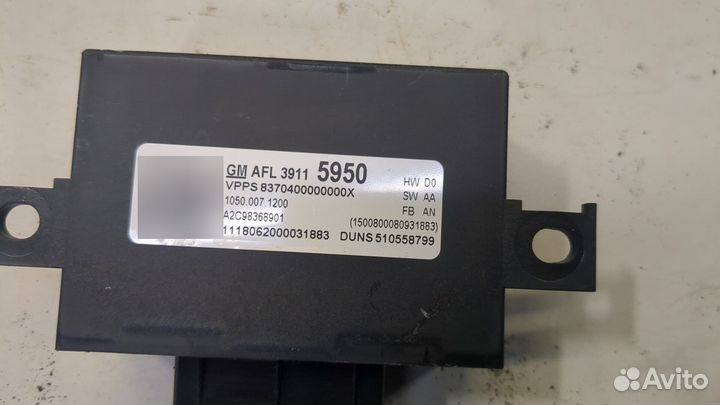 GM AFL 3911 5950
VPPS 8370400000000X
HW D0
1050.007.1200
SW AA
A2C98368901
FB AN
(1500800080931883)
1118062000031883 DUNS 510558799
Avito